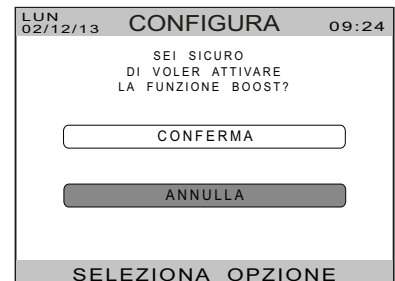 LUN
02/12/13 CONFIGURA 09:24
SEI SICURO
DI VOLER ATTIVARE
LA FUNZIONE BOOST?
CONFERMA
ANNULLA
SELEZIONA OPZIONE